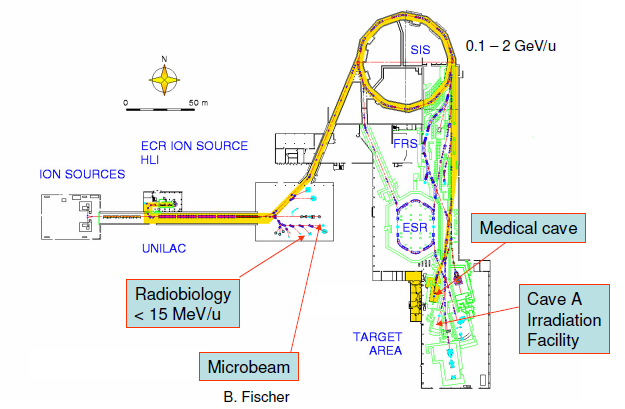 SIS
0.1 – 2 GeV/u
N
0
50 m
ECR ION SOURCE
HLI
ION SOURCES
FRS
ESR
UNILAC
Medical cave
Radiobiology
< 15 MeV/u
Cave A
Irradiation
Facility
TARGET
AREA
Microbeam
B. Fischer